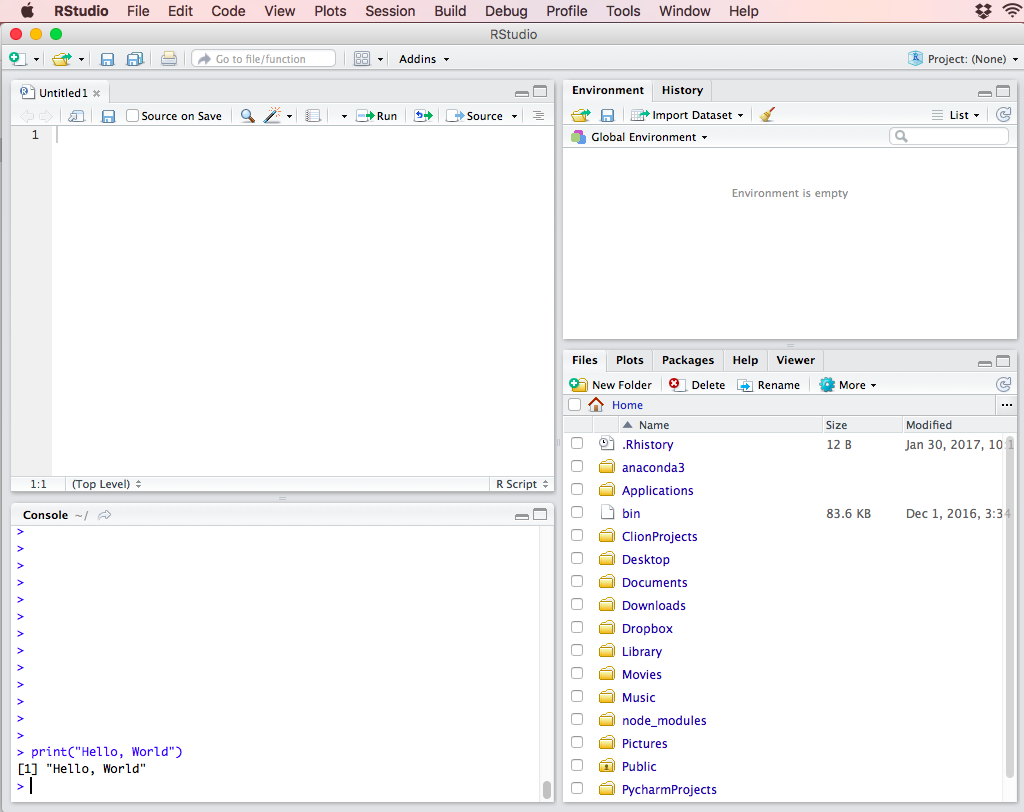 RStudio File Edit Code View Plots Session Build Debug Profile Tools Window Help
RStudio
Go to file/function Addins Project: (None)
Untitled1
Source on Save Run Source
1
1:1 (Top Level) R Script
Console ~/
>
>
>
>
>
>
>
>
>
>
>
>
>
> print("Hello, World")
[1] "Hello, World"
>
Environment History
Import Dataset List
Global Environment
Environment is empty
Files Plots Packages Help Viewer
New Folder Delete Rename More
Home ...
Name Size Modified
.Rhistory 12 B Jan 30, 2017, 10:1
anaconda3
Applications
bin 83.6 KB Dec 1, 2016, 3:34
ClionProjects
Desktop
Documents
Downloads
Dropbox
Library
Movies
Music
node_modules
Pictures
Public
PycharmProjects